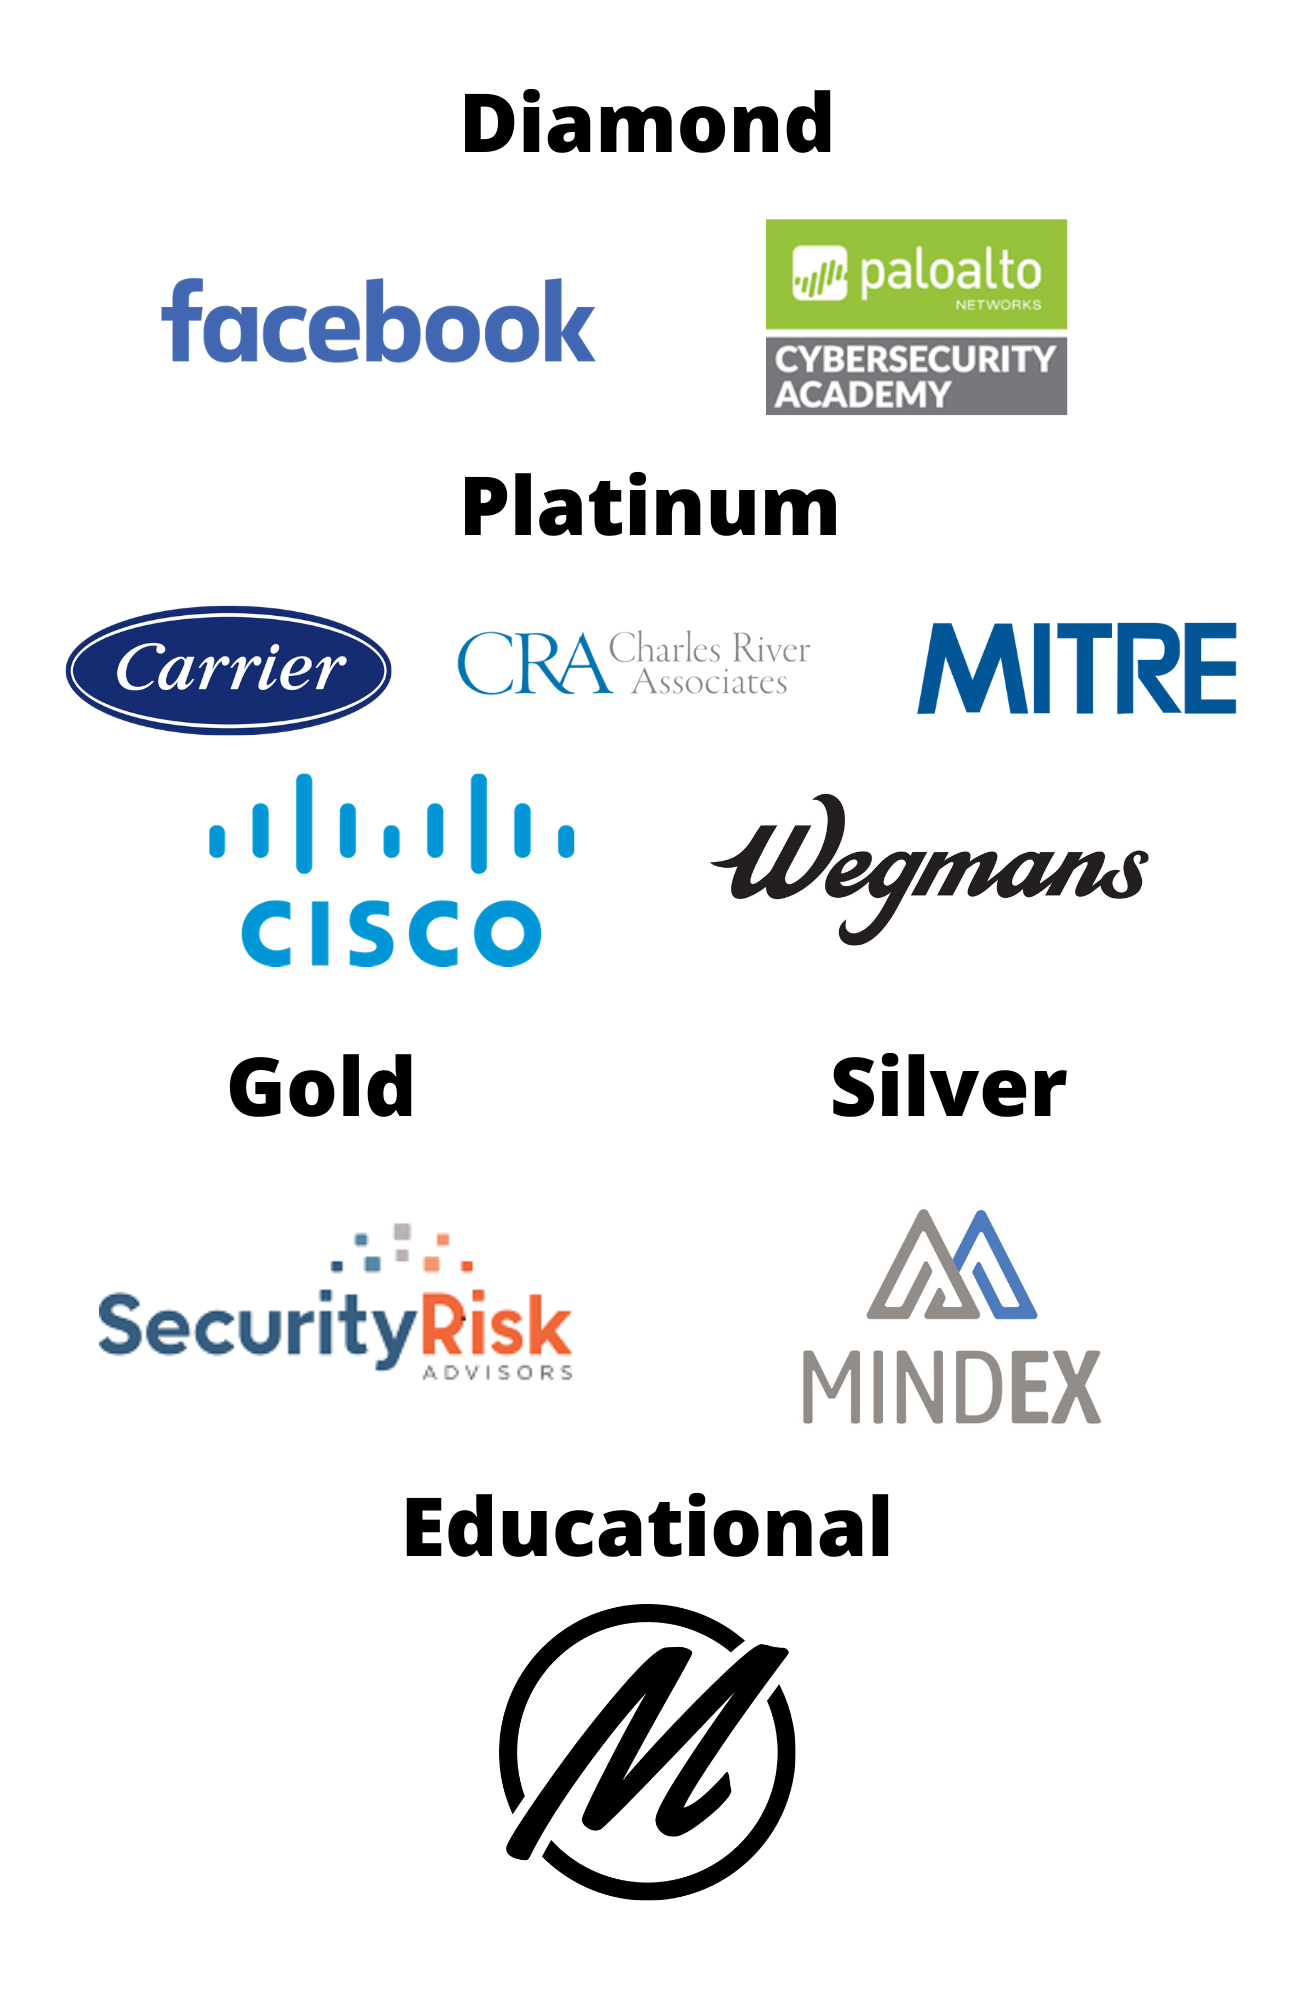 Diamond
facebook
paloalto
NETWORKS
CYBERSECURITY
ACADEMY
Platinum
Carrier
CRA Charles River
Associates
MITRE
CISCO
Wegmans
Gold
Silver
SecurityRisk
ADVISORS
MINDEX
Educational
M